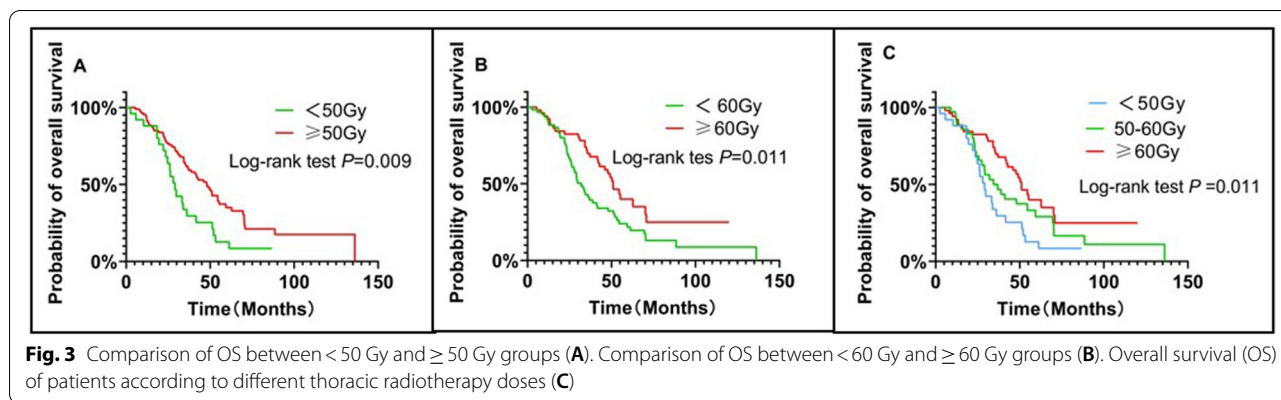 A
Probability of overall survival
100%
50%
0%
<50Gy
≥50Gy
Log-rank test P=0.009
0 50 100 150
Time(Months)
B
Probability of overall survival
100%
50%
0%
< 60Gy
≥60Gy
Log-rank tes P=0.011
0 50 100 150
Time(Months)
C
Probability of overall survival
100%
50%
0%
<50Gy
50-60Gy
≥60Gy
Log-rank test P =0.011
0 50 100 150
Time(Months)
Fig. 3 Comparison of OS between < 50 Gy and ≥ 50 Gy groups (A). Comparison of OS between < 60 Gy and ≥ 60 Gy groups (B). Overall survival (OS)
of patients according to different thoracic radiotherapy doses (C)